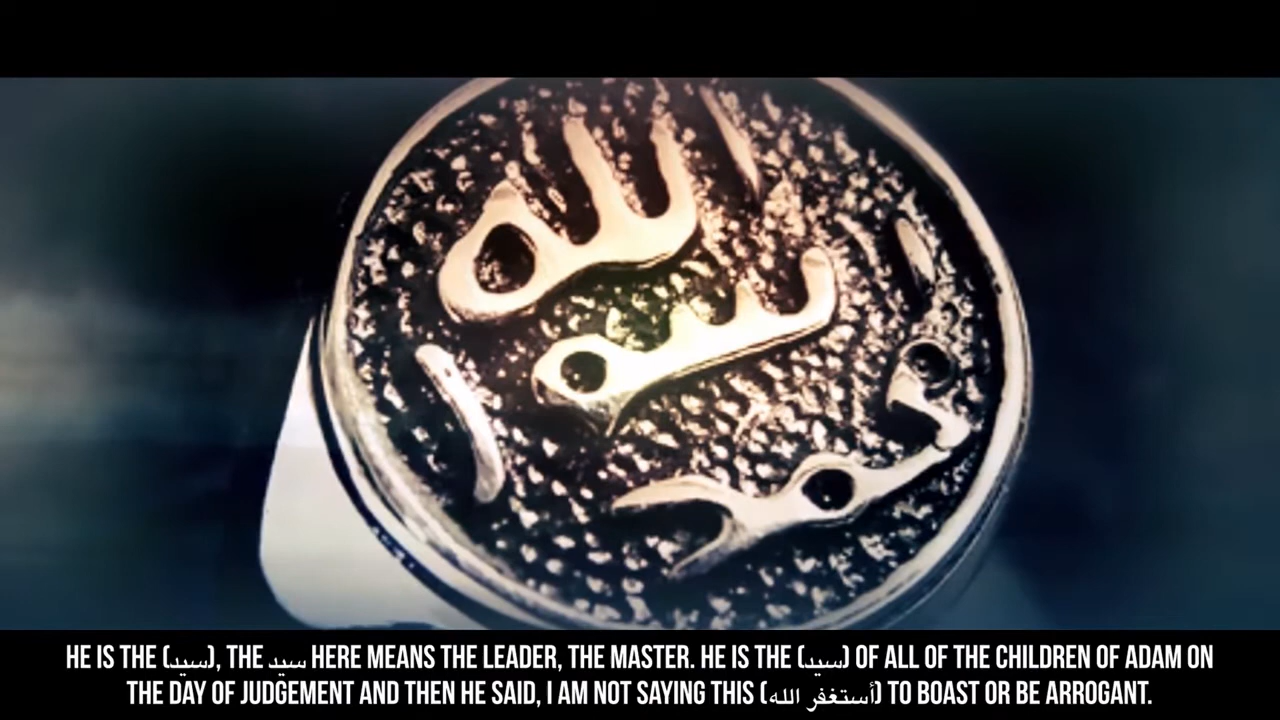 الله
رسول
محمد
HE IS THE (سيد), THE سيد HERE MEANS THE LEADER, THE MASTER. HE IS THE (سيد) OF ALL OF THE CHILDREN OF ADAM ON
THE DAY OF JUDGEMENT AND THEN HE SAID, I AM NOT SAYING THIS (أستغفر الله) TO BOAST OR BE ARROGANT.